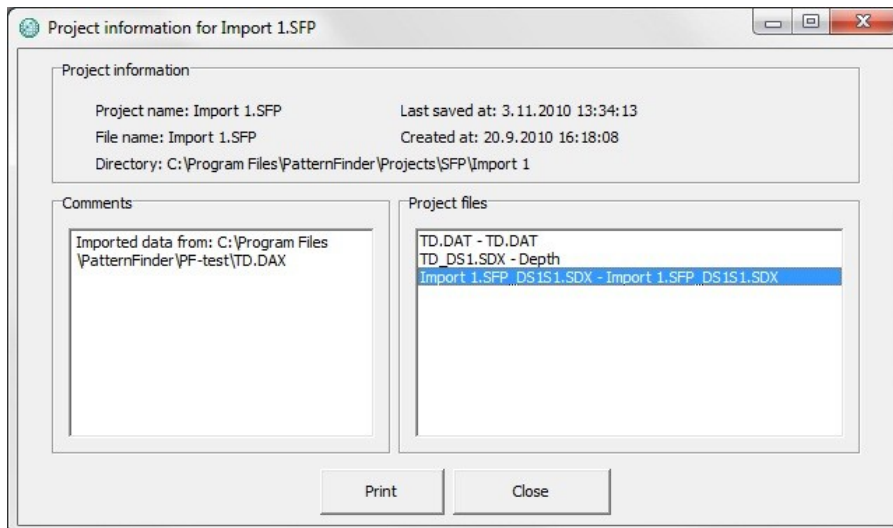 Project information for Import 1.SFP
Project information
Project name: Import 1.SFP
Last saved at: 3.11.2010 13:34:13
File name: Import 1.SFP
Created at: 20.9.2010 16:18:08
Directory: C:\Program Files\PatternFinder\Projects\SFP\Import 1
Comments
Imported data from: C:\Program Files
\PatternFinder\PF-test\TD.DAX
Project files
TD.DAT - TD.DAT
TD_DS1.SDX - Depth
Import 1.SFP_DS1S1.SDX - Import 1.SFP_DS1S1.SDX
Print
Close